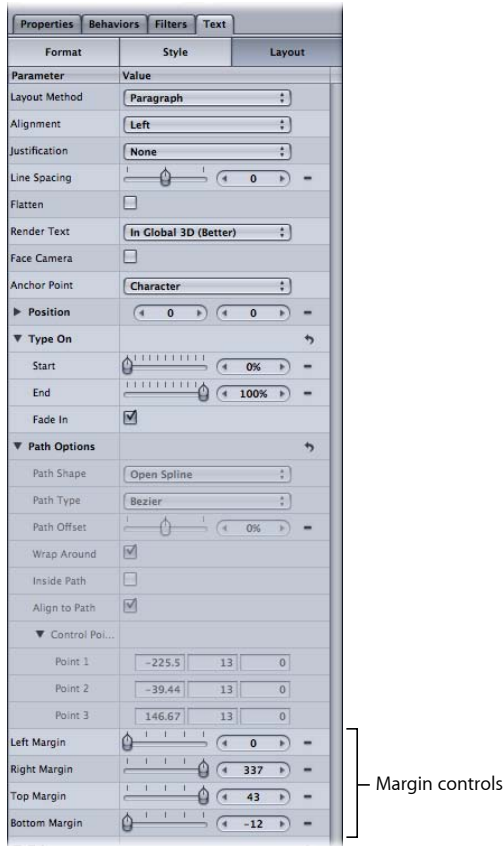 Properties Behaviors Filters Text
Format Style Layout
Parameter Value
Layout Method Paragraph
Alignment Left
Justification None
Line Spacing 0
Flatten
Render Text In Global 3D (Better)
Face Camera
Anchor Point Character
Position 0 0
Type On
Start 0%
End 100%
Fade In
Path Options
Path Shape Open Spline
Path Type Bezier
Path Offset 0%
Wrap Around
Inside Path
Align to Path
Control Poi...
Point 1 -225.5 13 0
Point 2 -39.44 13 0
Point 3 146.67 13 0
Left Margin 0
Right Margin 337
Top Margin 43
Bottom Margin -12
Margin controls